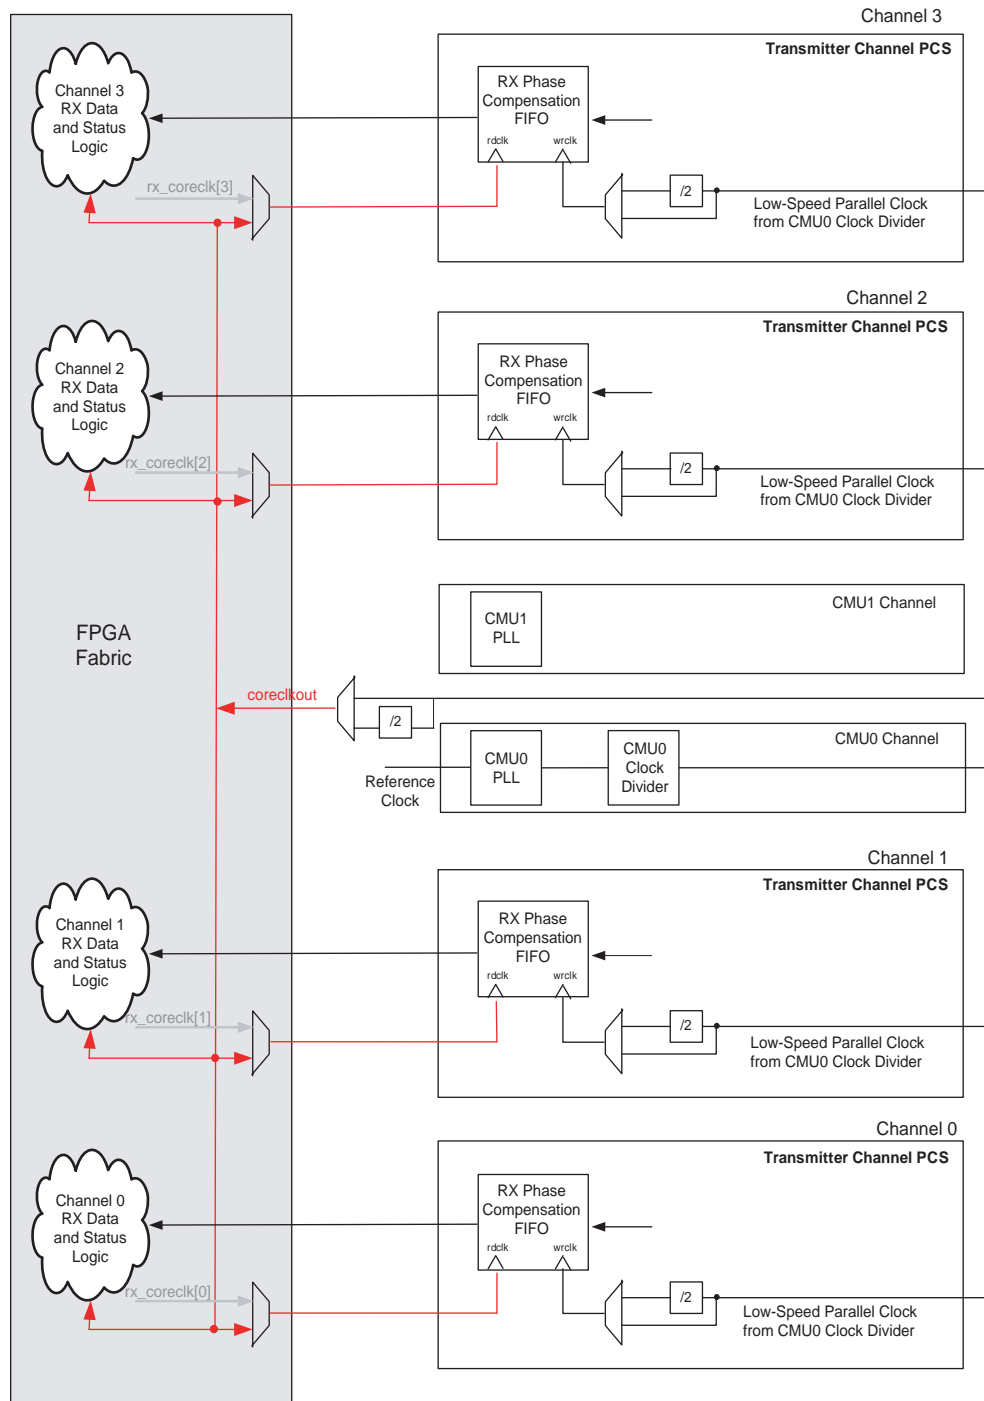 Channel 3
Transmitter Channel PCS
Channel 3
RX Data
and Status
Logic
RX Phase
Compensation
FIFO
rdclk
wrclk
rx_coreclk[3]
/2
Low-Speed Parallel Clock
from CMU0 Clock Divider
Channel 2
Transmitter Channel PCS
Channel 2
RX Data
and Status
Logic
RX Phase
Compensation
FIFO
rdclk
wrclk
rx_coreclk[2]
/2
Low-Speed Parallel Clock
from CMU0 Clock Divider
FPGA
Fabric
CMU1 Channel
CMU1
PLL
coreclkout
/2
CMU0 Channel
Reference
Clock
CMU0
PLL
CMU0
Clock
Divider
Channel 1
Transmitter Channel PCS
Channel 1
RX Data
and Status
Logic
RX Phase
Compensation
FIFO
rdclk
wrclk
rx_coreclk[1]
/2
Low-Speed Parallel Clock
from CMU0 Clock Divider
Channel 0
Transmitter Channel PCS
Channel 0
RX Data
and Status
Logic
RX Phase
Compensation
FIFO
rdclk
wrclk
rx_coreclk[0]
/2
Low-Speed Parallel Clock
from CMU0 Clock Divider